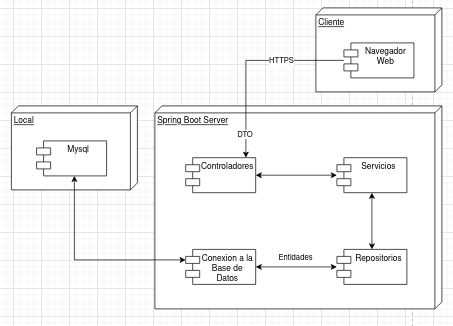 Cliente
Navegador
Web
HTTPS
Local
Mysql
Spring Boot Server
DTO
Controladores
Servicios
Conexion a la
Base de
Datos
Entidades
Repositorios